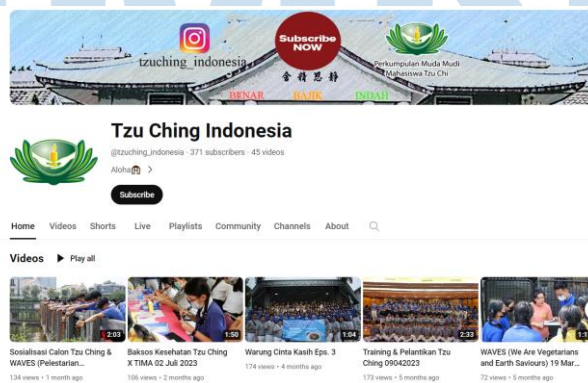 Subscribe
NOW
tzuching_indonesia
Perkumpulan Muda Mudi
Mahasiswa Tzu Chi
BENAR BAJIK INDAH
Tzu Ching Indonesia
@tzuching_indonesia · 371 subscribers · 45 videos
Aloha
Subscribe
Home Videos Shorts Live Playlists Community Channels About
Videos Play all
2:03 1:50 1:04 2:33
Sosialisasi Calon Tzu Ching & Baksos Kesehatan Tzu Ching Warung Cinta Kasih Eps. 3 Training & Pelantikan Tzu WAVES (We Are Vegetarians
WAVES (Pelestarian... X TIMA 02 Juli 2023 174 views · 4 months ago Ching 09042023 and Earth Saviours) 19 Mar...
134 views · 1 month ago 106 views · 2 months ago 173 views · 5 months ago 72 views · 5 months ago